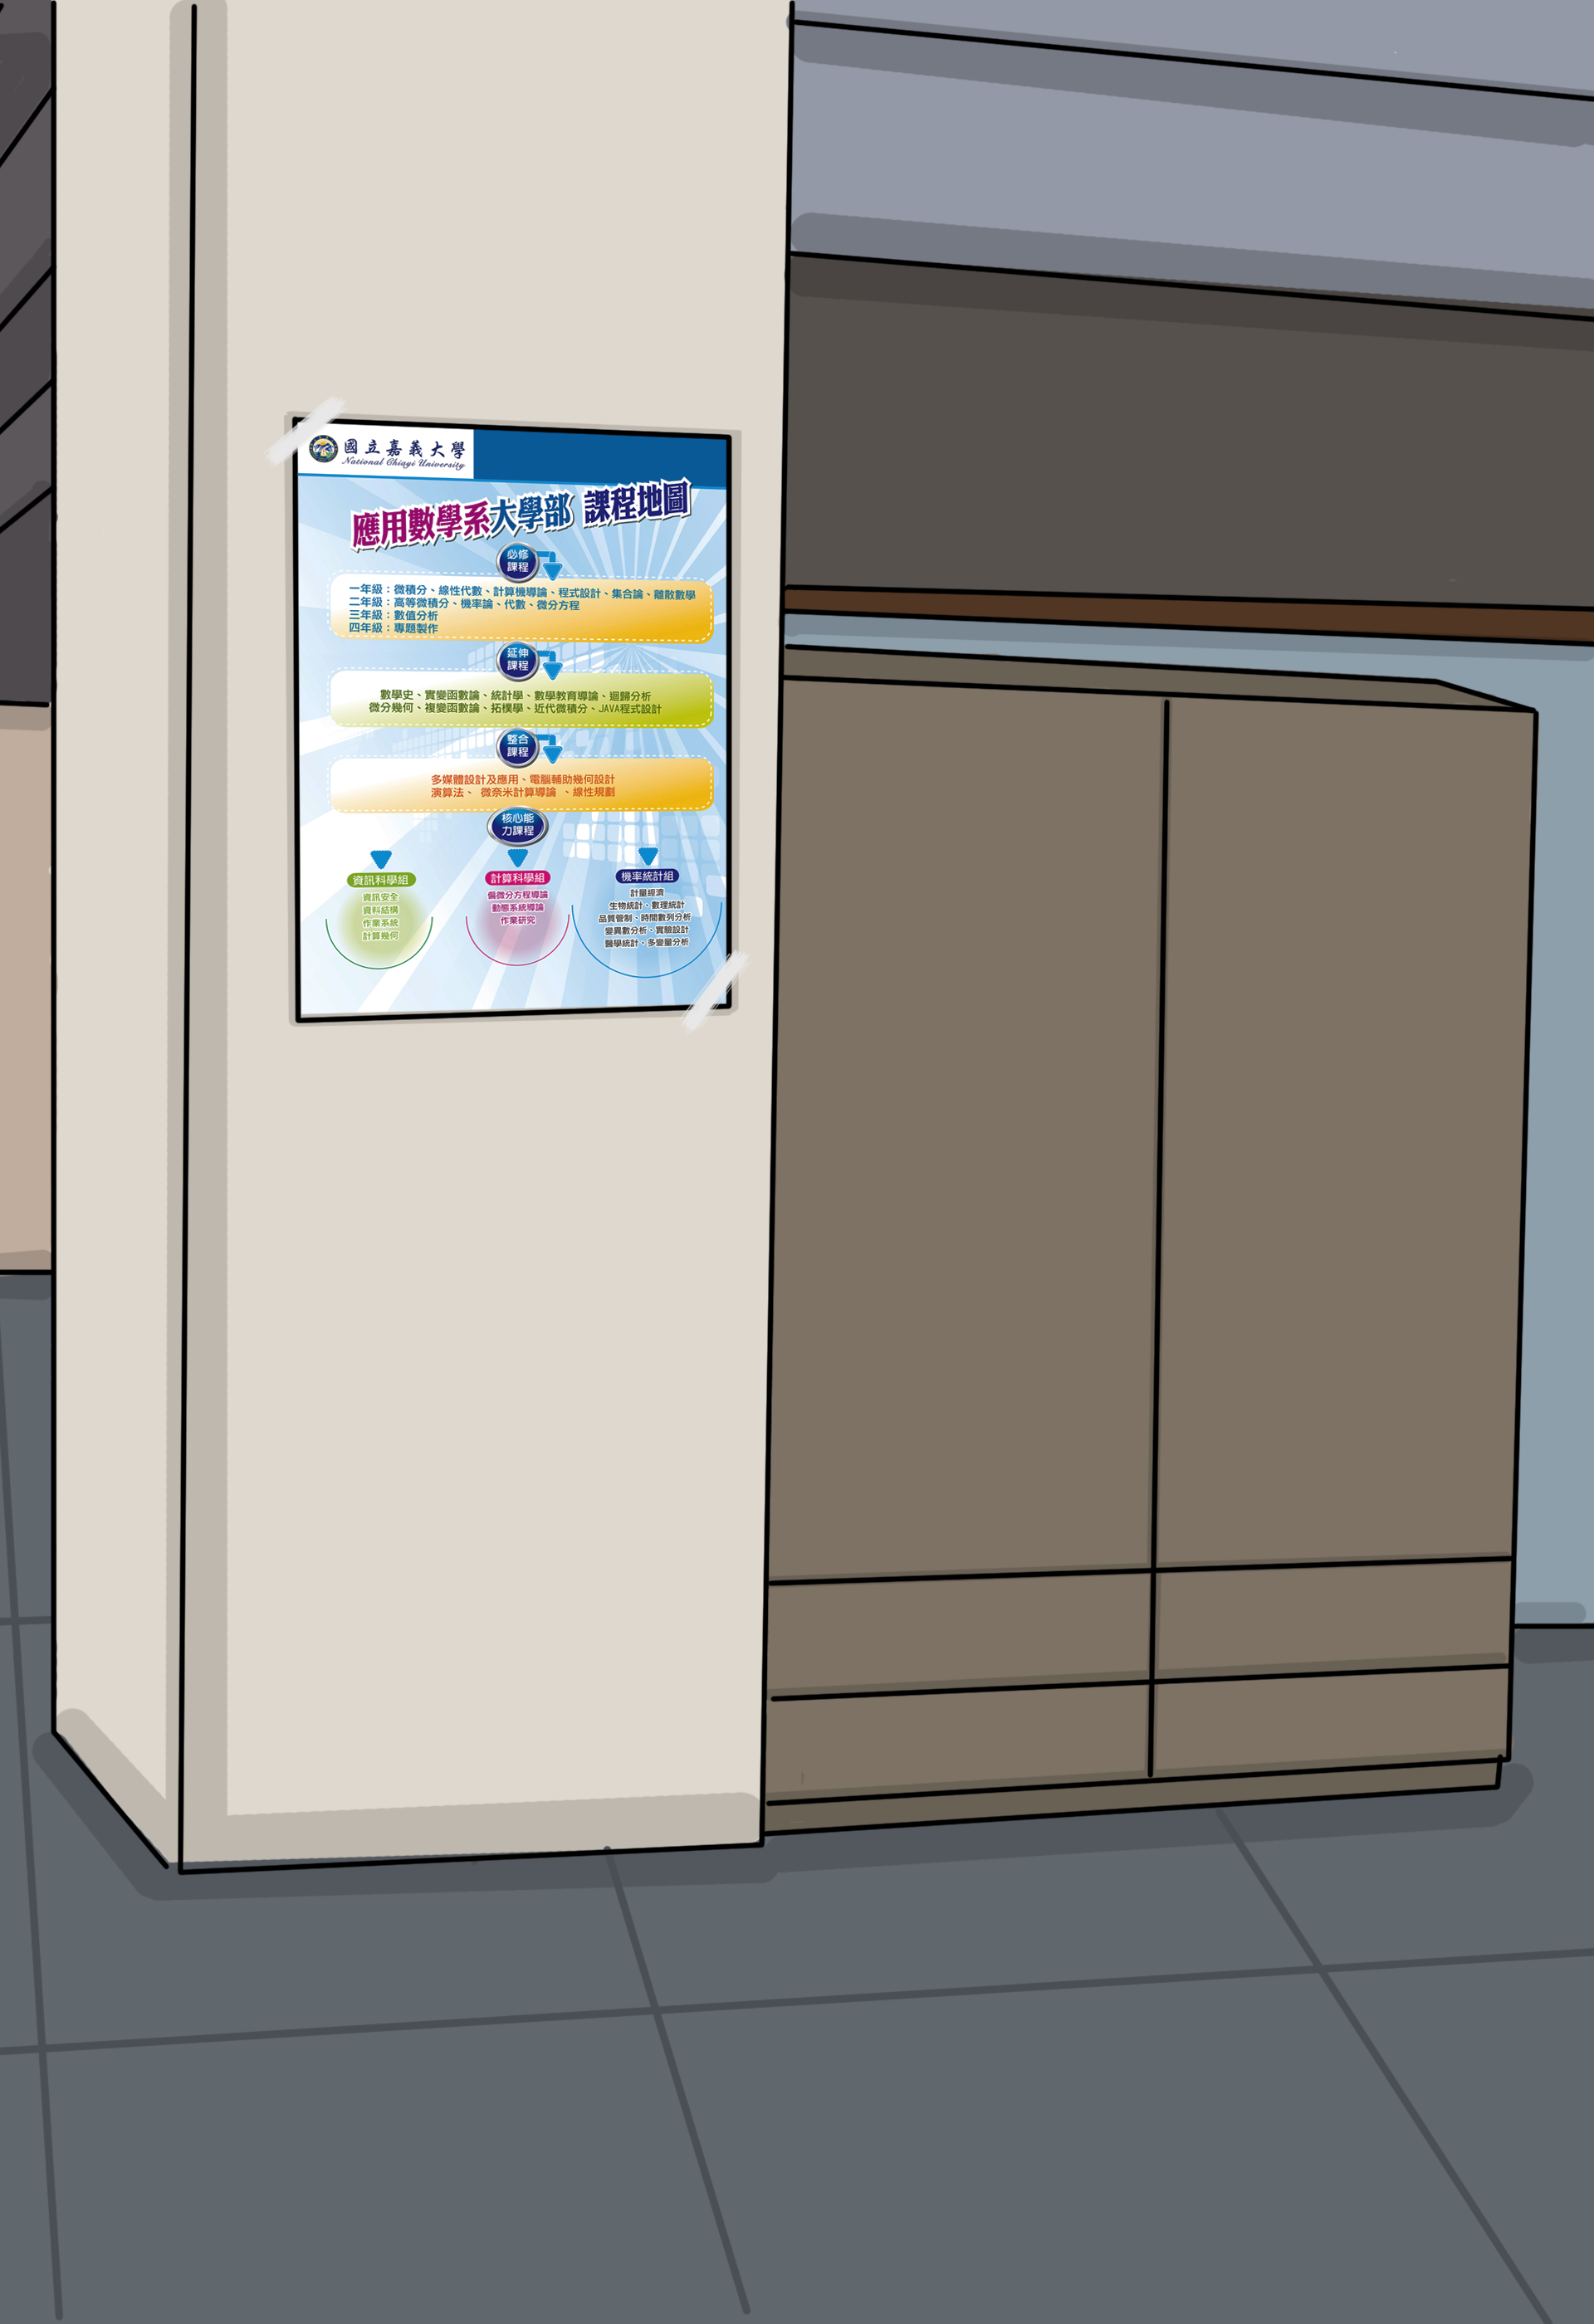 國立嘉義大學
National Chiayi University
應用數學系大學部 課程地圖
必修
課程
一年級：微積分、線性代數、計算機導論、程式設計、集合論、離散數學
二年級：高等微積分、機率論、代數、微分方程
三年級：數值分析
四年級：專題製作
延伸
課程
數學史、實變函數論、統計學、數學教育導論、迴歸分析
微分幾何、複變函數論、拓樸學、近代微積分、JAVA程式設計
整合
課程
多媒體設計及應用、電腦輔助幾何設計
演算法、 微奈米計算導論 、線性規劃
核心能
力課程
資訊科學組
資訊安全
資料結構
作業系統
計算幾何
計算科學組
偏微分方程導論
動態系統導論
作業研究
機率統計組
計量經濟
生物統計、數理統計
品質管制、時間數列分析
變異數分析、實驗設計
醫學統計、多變量分析